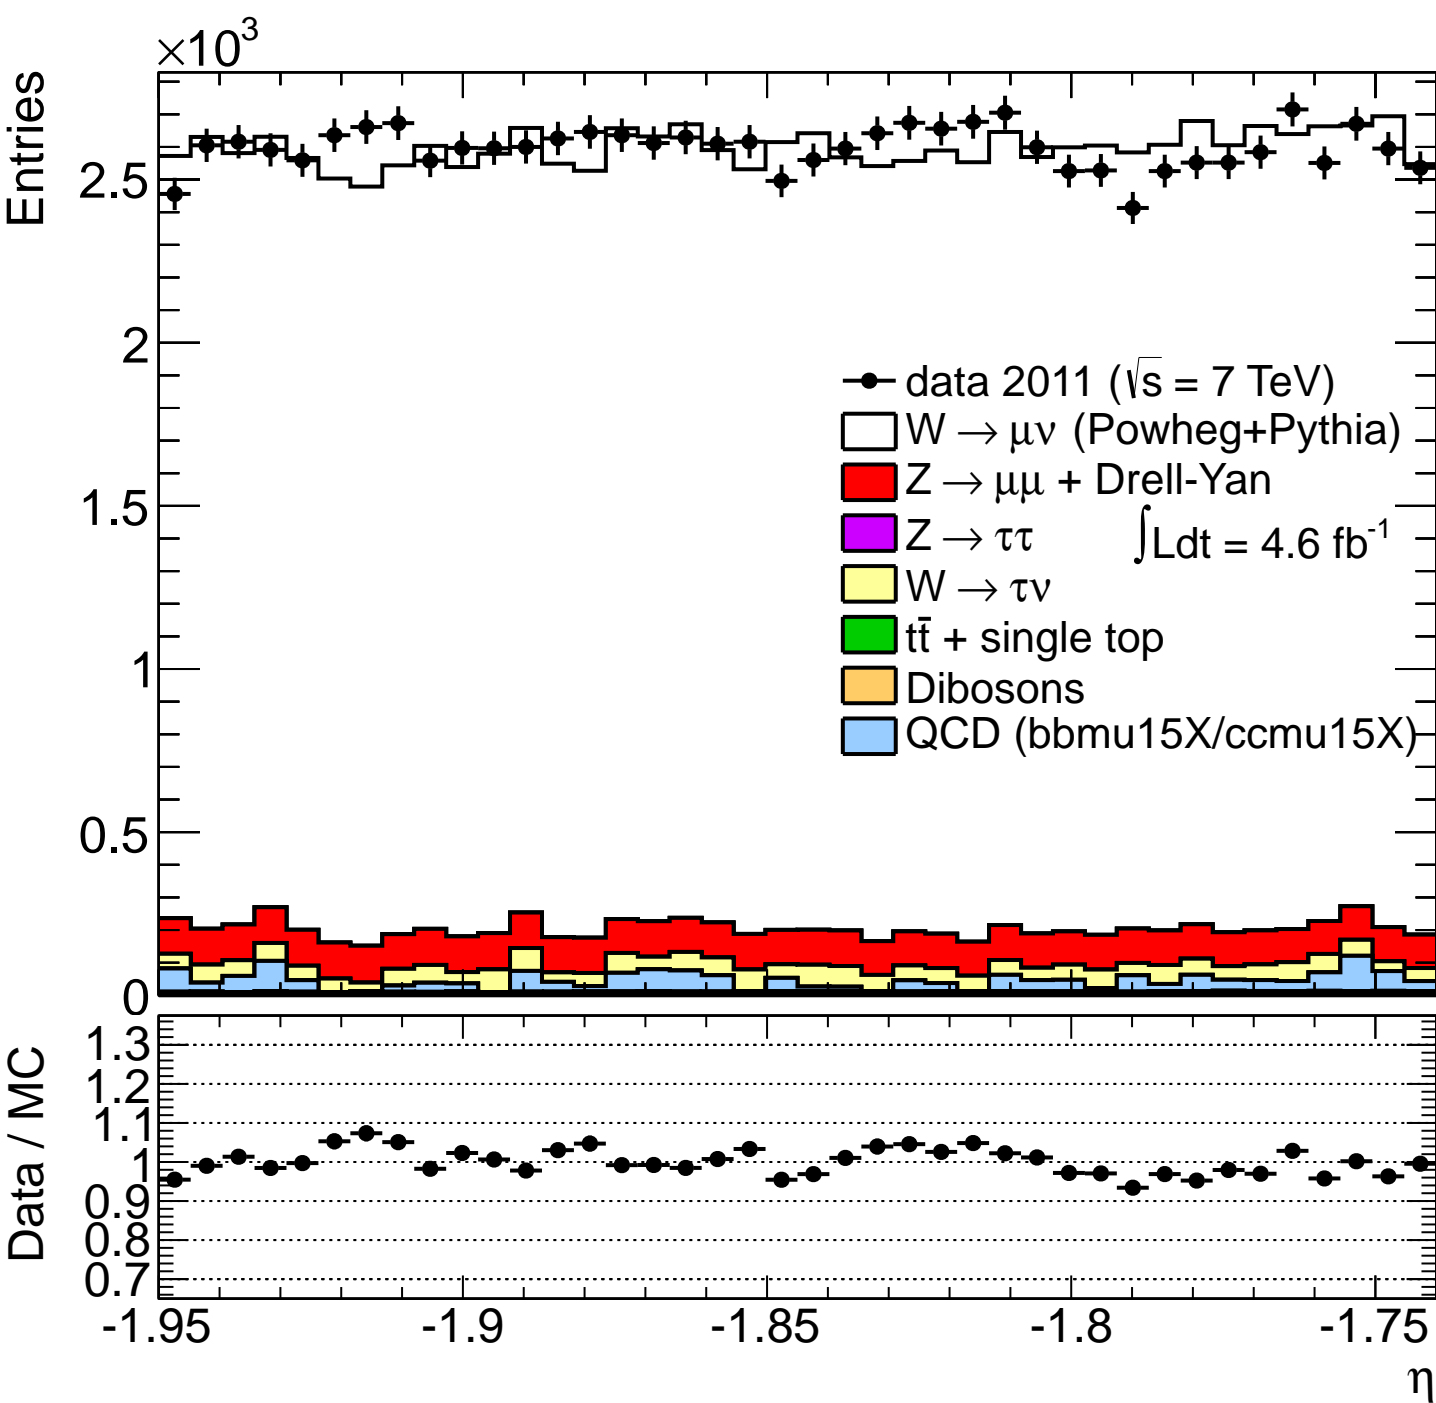 ×10³
Entries
2.5
2
1.5
1
0.5
0
data 2011 (√s = 7 TeV)
W → μν (Powheg+Pythia)
Z → μμ + Drell-Yan
Z → ττ
∫Ldt = 4.6 fb⁻¹
W → τν
tt̄ + single top
Dibosons
QCD (bbmu15X/ccmu15X)
Data / MC
1.3
1.2
1.1
1
0.9
0.8
0.7
-1.95 -1.9 -1.85 -1.8 -1.75
η